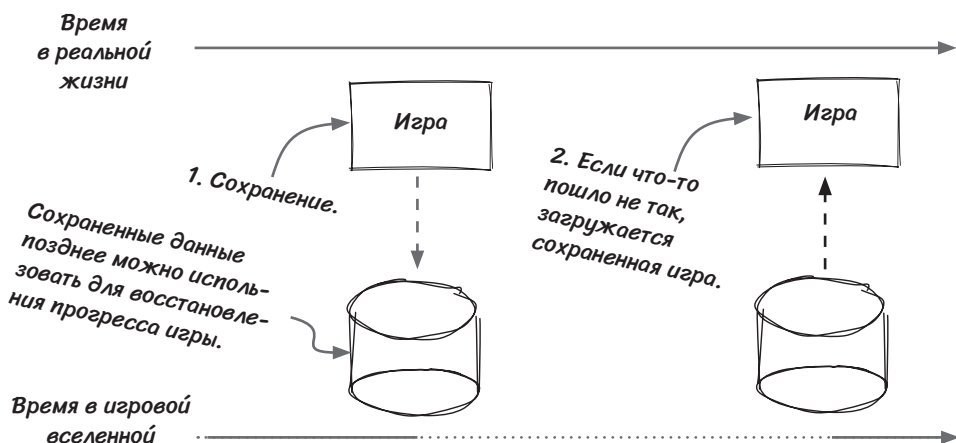 Время
в реальной
жизни
Игра
1. Сохранение.
Сохраненные данные
позднее можно исполь-
зовать для восстановле-
ния прогресса игры.
Игра
2. Если что-то
пошло не так,
загружается
сохраненная игра.
Время в игровой
вселенной